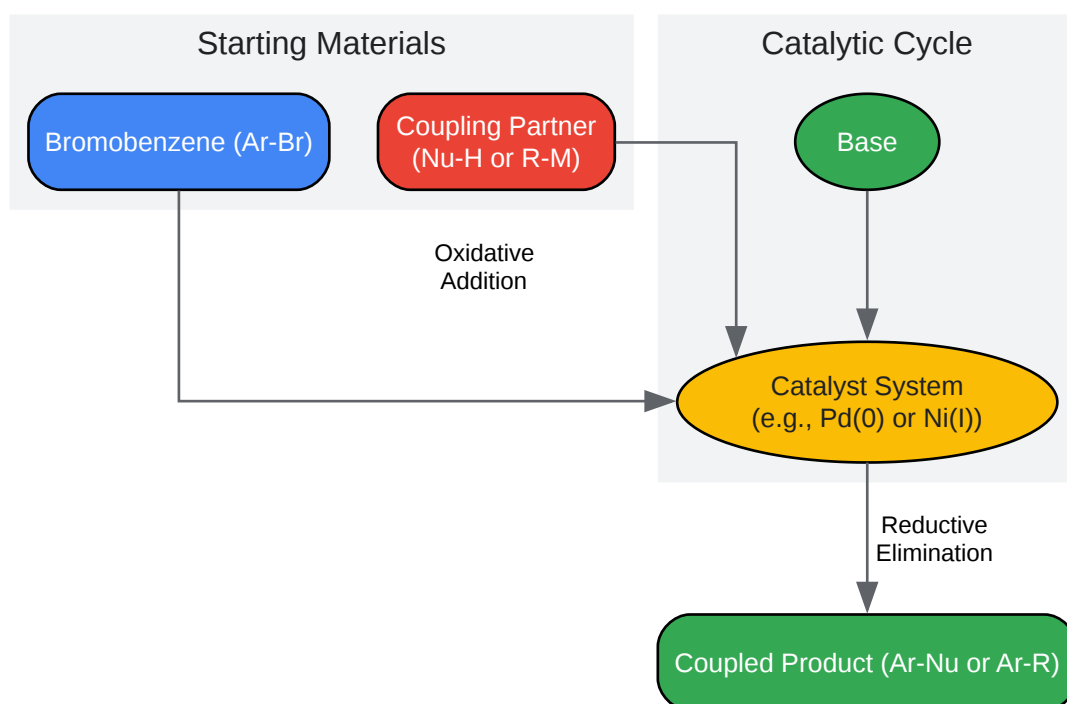 Starting Materials
Catalytic Cycle
Bromobenzene (Ar-Br)
Coupling Partner
(Nu-H or R-M)
Base
Oxidative
Addition
Catalyst System
(e.g., Pd(0) or Ni(I))
Reductive
Elimination
Coupled Product (Ar-Nu or Ar-R)